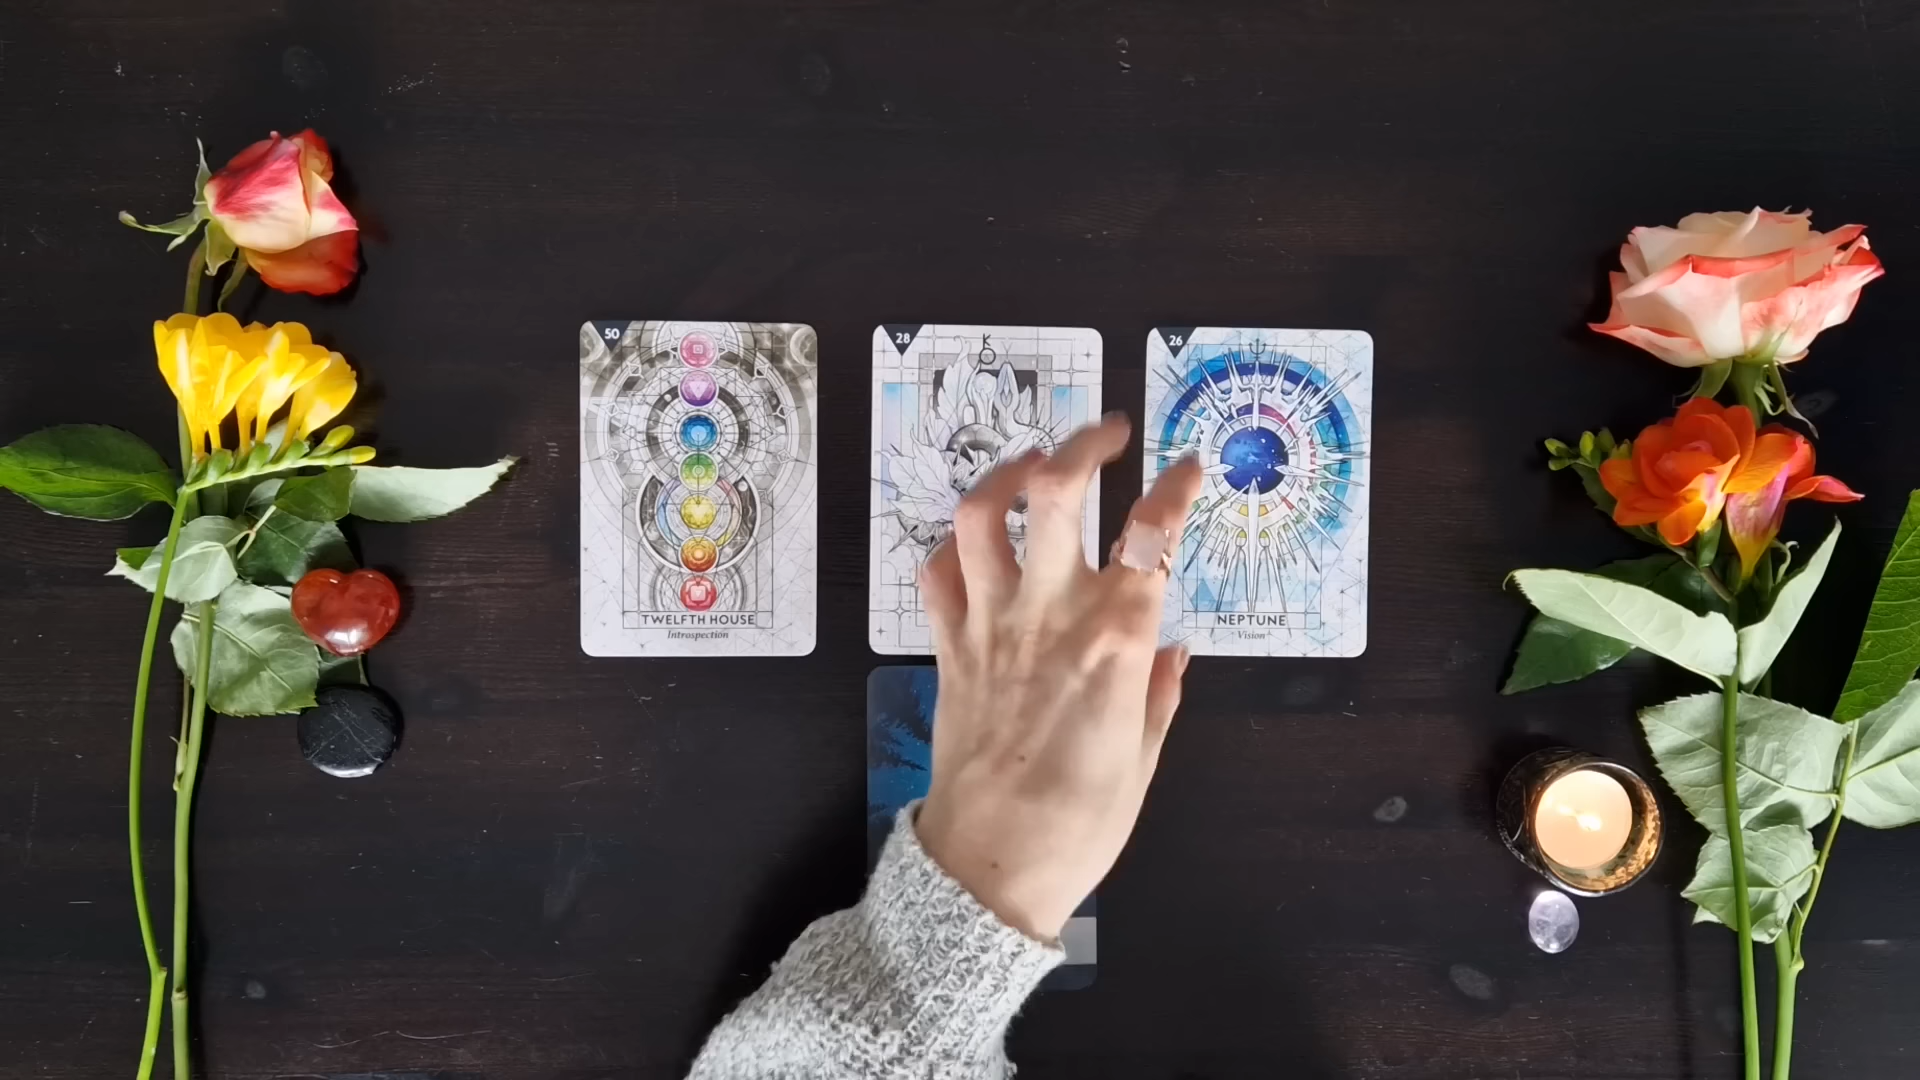 50
TWELFTH HOUSE
Introspection
28
26
NEPTUNE
Vision